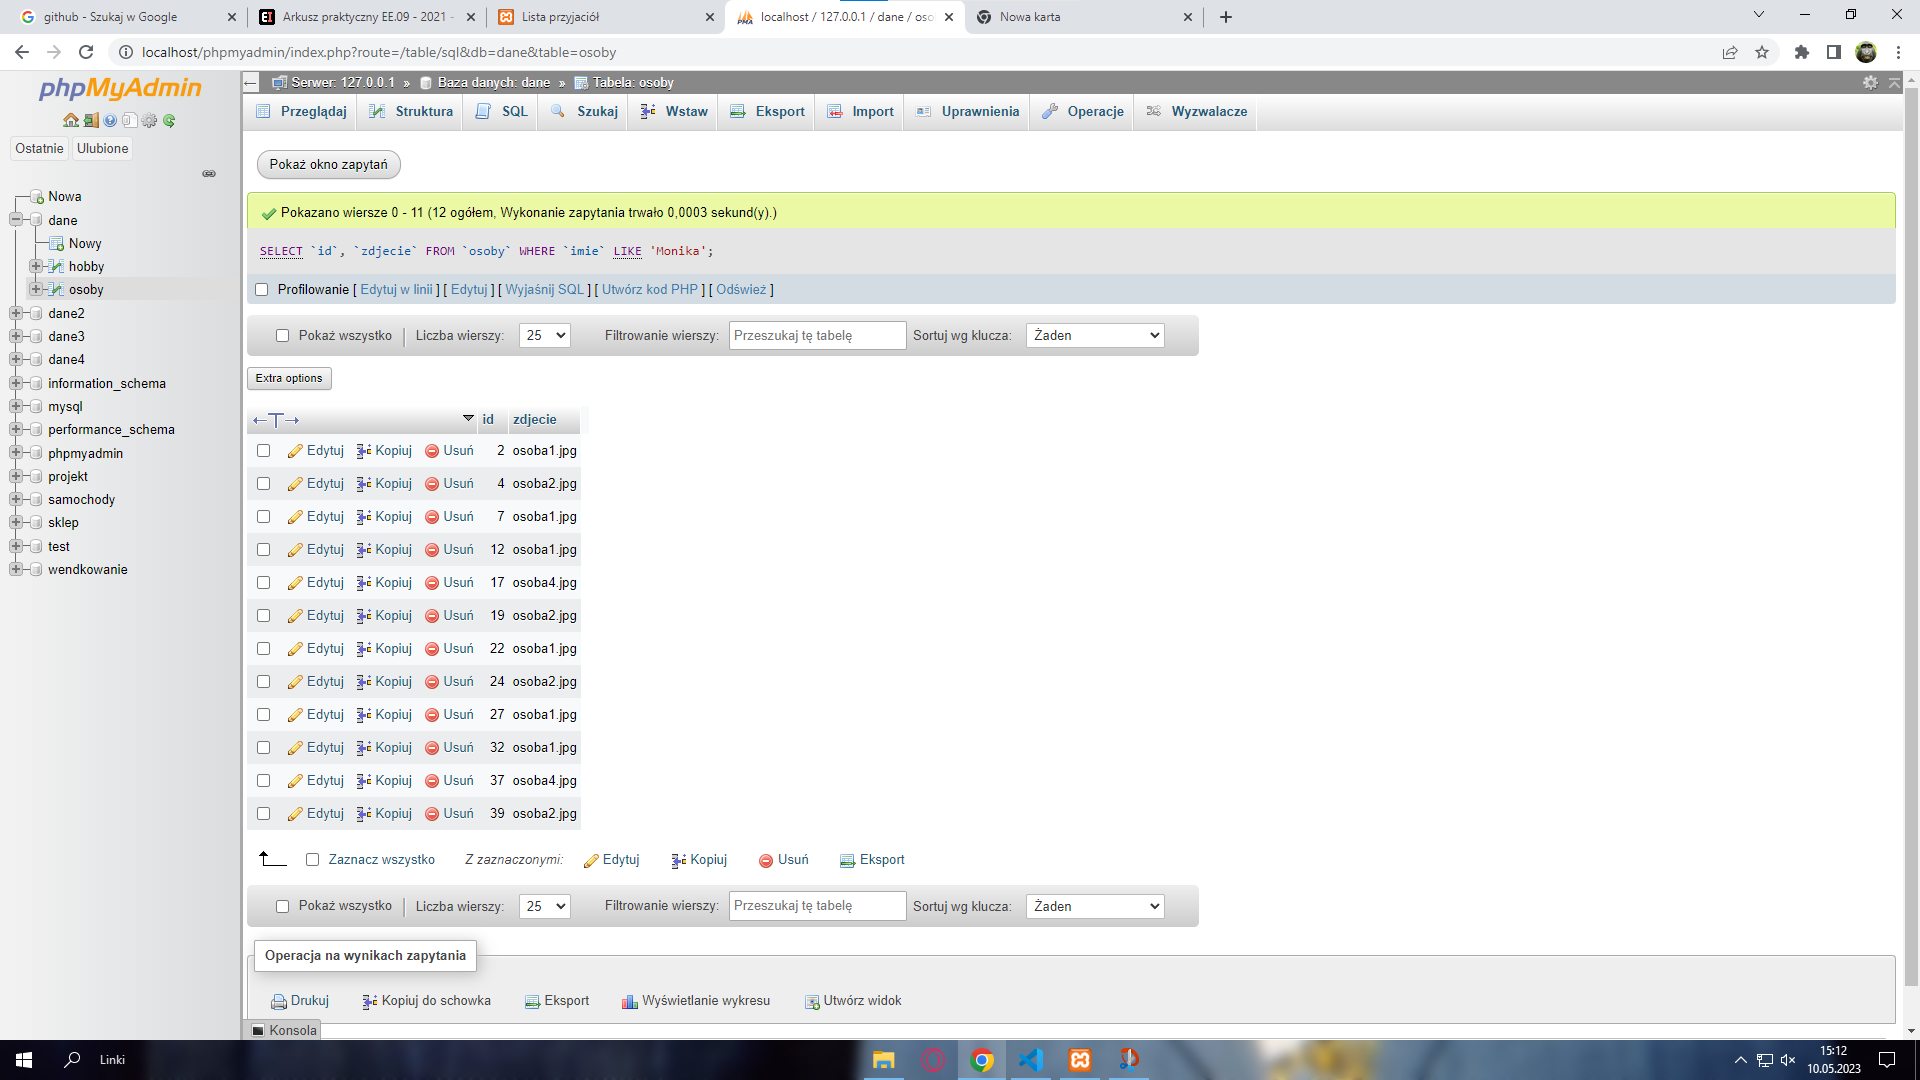 github - Szukaj w Google
Arkusz praktyczny EE.09 - 2021 -
Lista przyjaciół
localhost / 127.0.0.1 / dane / oso
Nowa karta
localhost/phpmyadmin/index.php?route=/table/sql&db=dane&table=osoby
phpMyAdmin
Ostatnie
Ulubione
Nowa
dane
Nowy
hobby
osoby
dane2
dane3
dane4
information_schema
mysql
performance_schema
phpmyadmin
projekt
samochody
sklep
test
wendkowanie
Serwer: 127.0.0.1 » Baza danych: dane » Tabela: osoby
Przeglądaj Struktura SQL Szukaj Wstaw Eksport Import Uprawnienia Operacje Wyzwalacze
Pokaż okno zapytań
Pokazano wiersze 0 - 11 (12 ogółem, Wykonanie zapytania trwało 0,0003 sekund(y).)
SELECT `id`, `zdjecie` FROM `osoby` WHERE `imie` LIKE 'Monika';
Profilowanie [ Edytuj w linii ] [ Edytuj ] [ Wyjaśnij SQL ] [ Utwórz kod PHP ] [ Odśwież ]
Pokaż wszystko Liczba wierszy: 25 Filtrowanie wierszy: Przeszukaj tę tabelę Sortuj wg klucza: Żaden
Extra options
←T→ id zdjecie
Edytuj Kopiuj Usuń 2 osoba1.jpg
Edytuj Kopiuj Usuń 4 osoba2.jpg
Edytuj Kopiuj Usuń 7 osoba1.jpg
Edytuj Kopiuj Usuń 12 osoba1.jpg
Edytuj Kopiuj Usuń 17 osoba4.jpg
Edytuj Kopiuj Usuń 19 osoba2.jpg
Edytuj Kopiuj Usuń 22 osoba1.jpg
Edytuj Kopiuj Usuń 24 osoba2.jpg
Edytuj Kopiuj Usuń 27 osoba1.jpg
Edytuj Kopiuj Usuń 32 osoba1.jpg
Edytuj Kopiuj Usuń 37 osoba4.jpg
Edytuj Kopiuj Usuń 39 osoba2.jpg
Zaznacz wszystko Z zaznaczonymi: Edytuj Kopiuj Usuń Eksport
Pokaż wszystko Liczba wierszy: 25 Filtrowanie wierszy: Przeszukaj tę tabelę Sortuj wg klucza: Żaden
Operacja na wynikach zapytania
Drukuj Kopiuj do schowka Eksport Wyświetlanie wykresu Utwórz widok
Konsola
Linki
15:12
10.05.2023